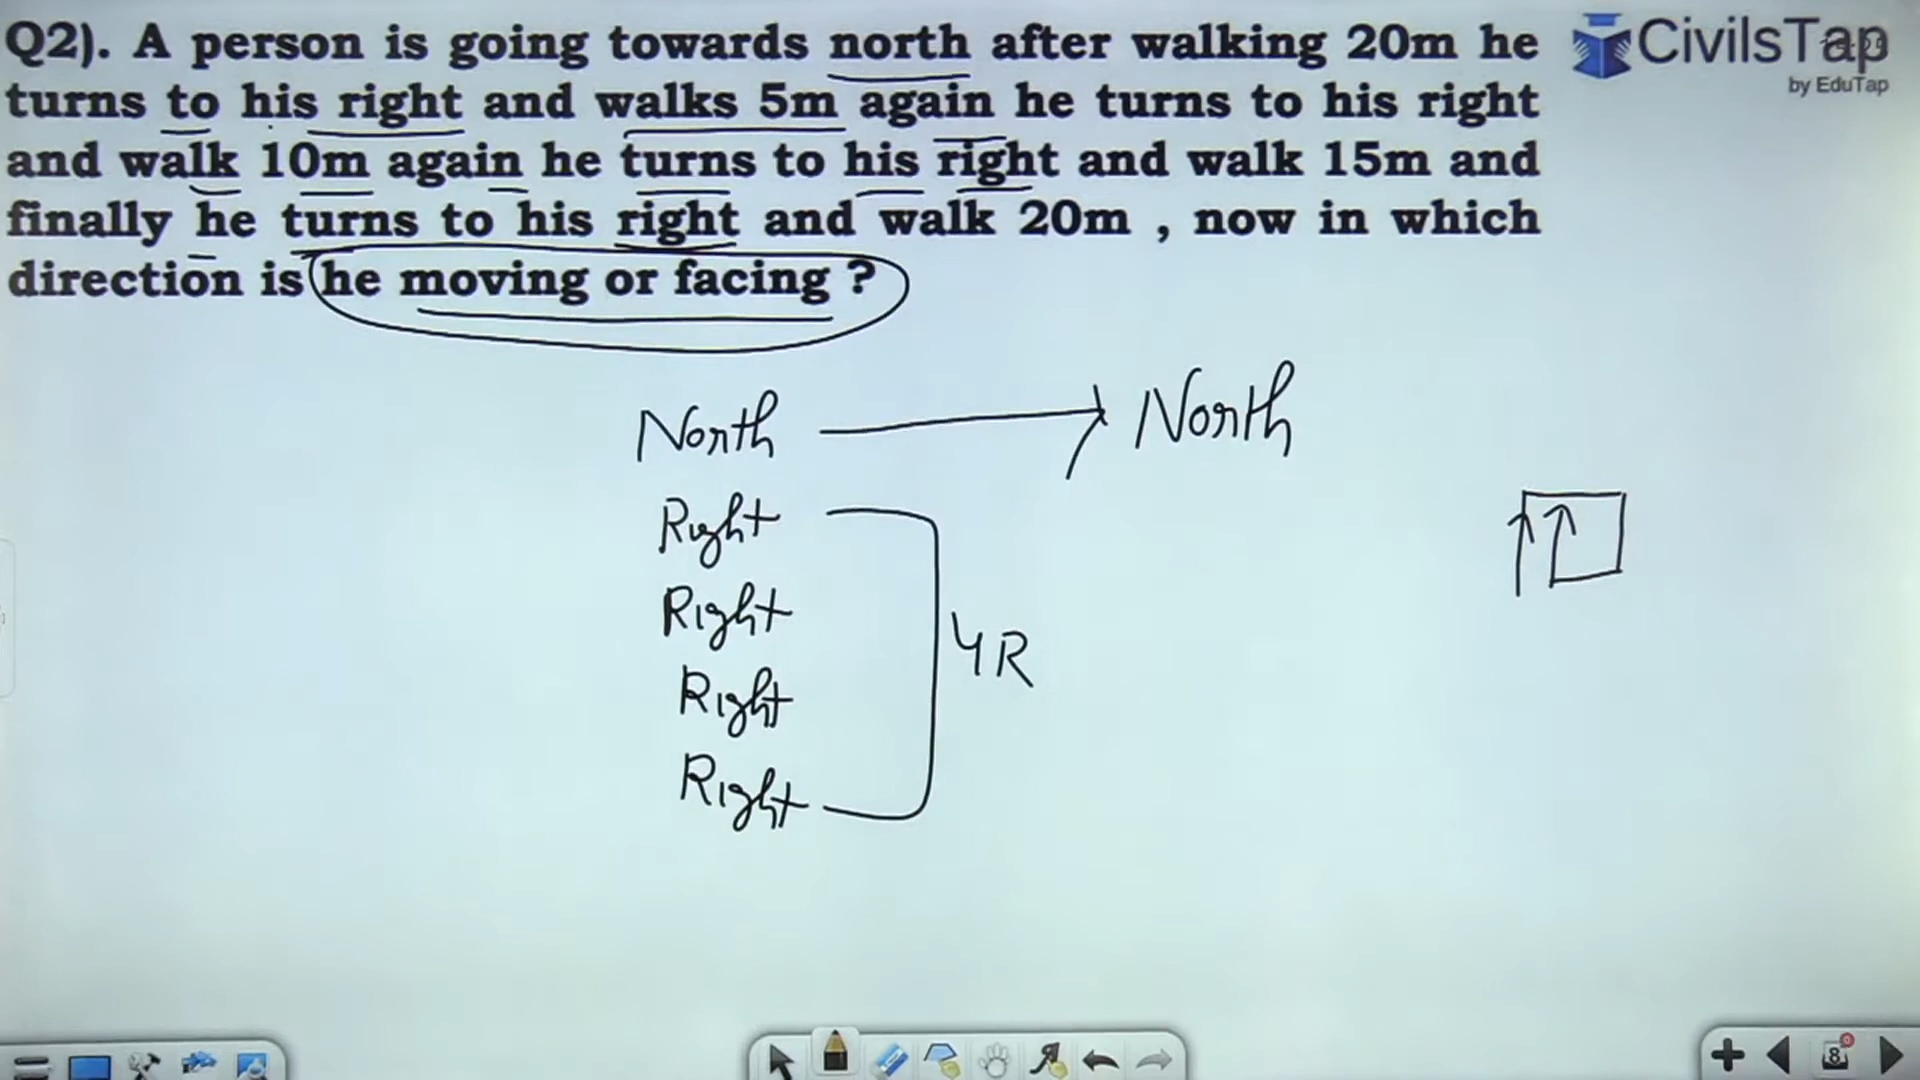 Q2). A person is going towards north after walking 20m he
turns to his right and walks 5m again he turns to his right
and walk 10m again he turns to his right and walk 15m and
finally he turns to his right and walk 20m , now in which
direction is he moving or facing ?
CivilsTap
by EduTap
North
North
Right
Right
4R
Right
Right
8